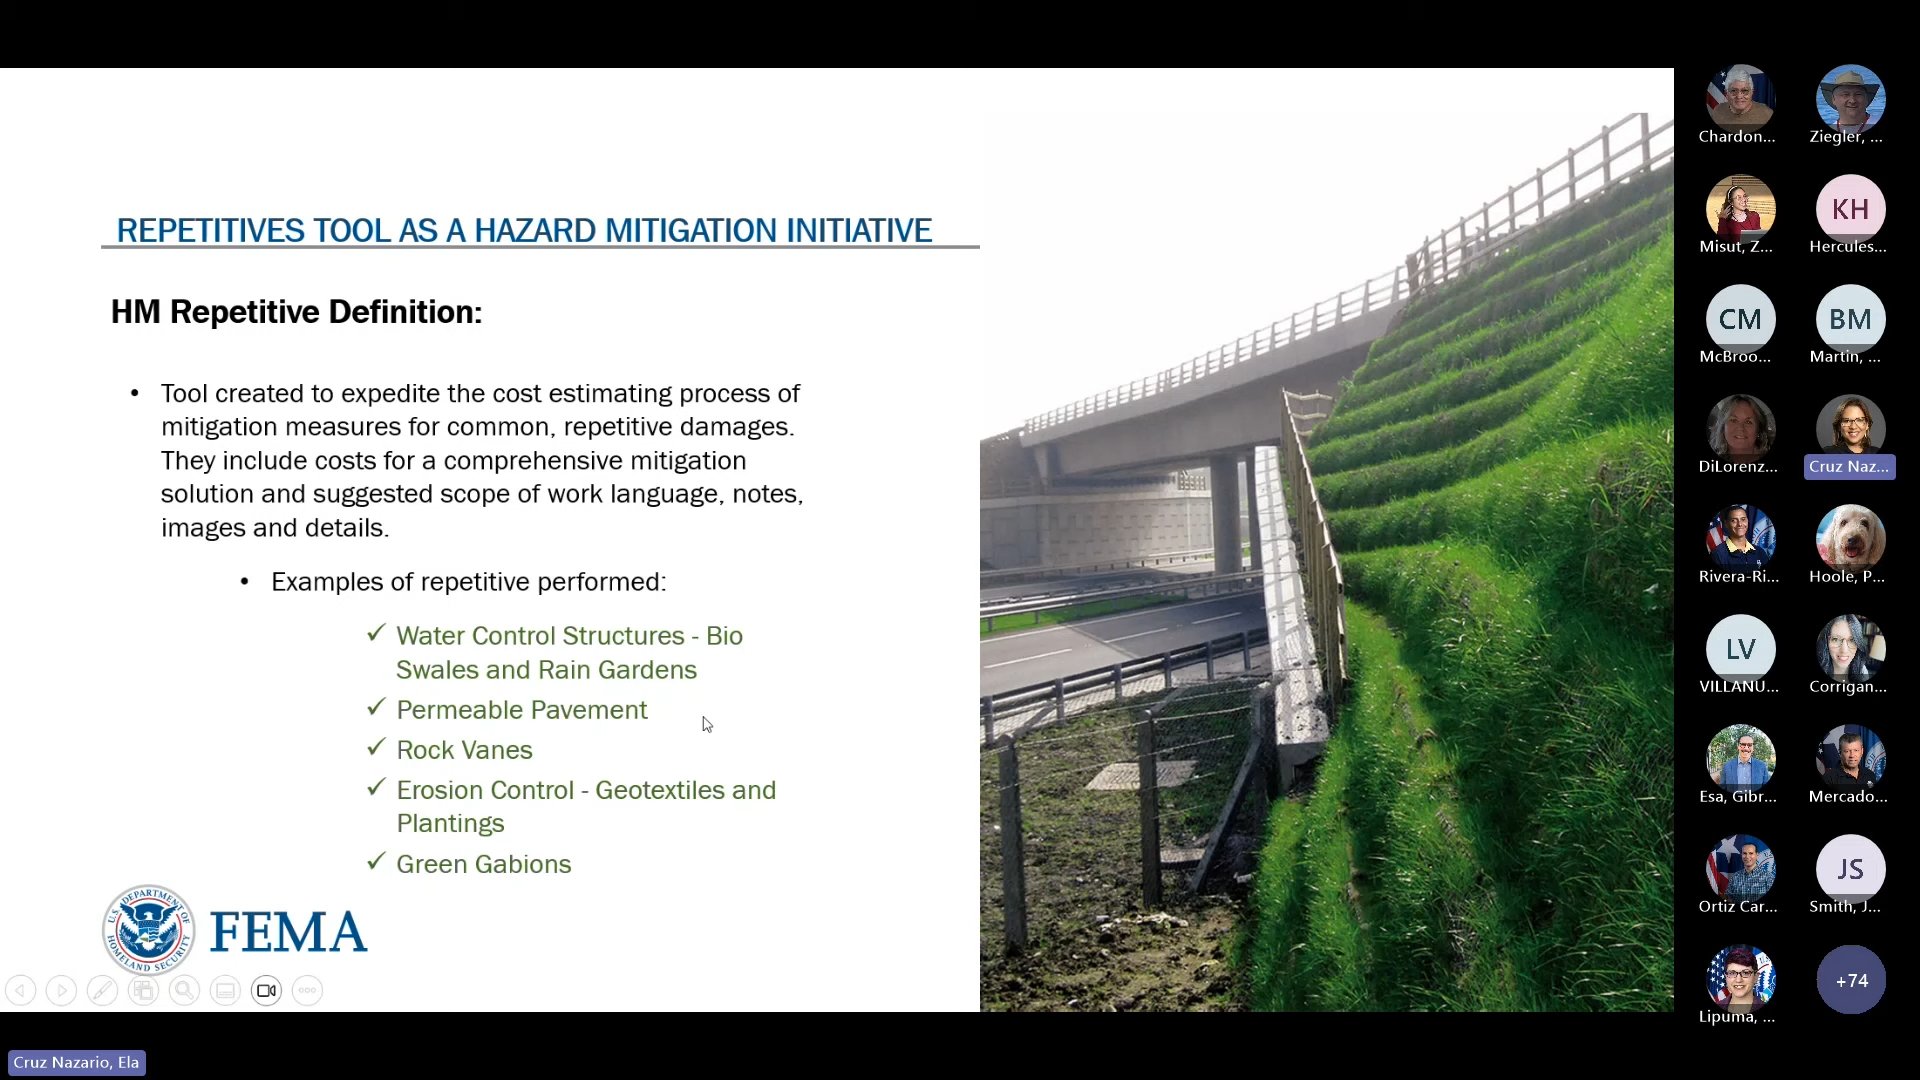 REPETITIVES TOOL AS A HAZARD MITIGATION INITIATIVE
HM Repetitive Definition:
• Tool created to expedite the cost estimating process of
mitigation measures for common, repetitive damages.
They include costs for a comprehensive mitigation
solution and suggested scope of work language, notes,
images and details.
• Examples of repetitive performed:
✓ Water Control Structures - Bio
Swales and Rain Gardens
✓ Permeable Pavement
✓ Rock Vanes
✓ Erosion Control - Geotextiles and
Plantings
✓ Green Gabions
U.S. DEPARTMENT OF
HOMELAND SECURITY
FEMA
Cruz Nazario, Ela
Chardon...
Ziegler, ...
Misut, Z...
KH
Hercules...
CM
McBroo...
BM
Martin, ...
DiLorenz...
Cruz Naz...
Rivera-Ri...
Hoole, P...
LV
VILLANU...
Corrigan...
Esa, Gibr...
Mercado...
Ortiz Car...
JS
Smith, J...
Lipuma, ...
+74